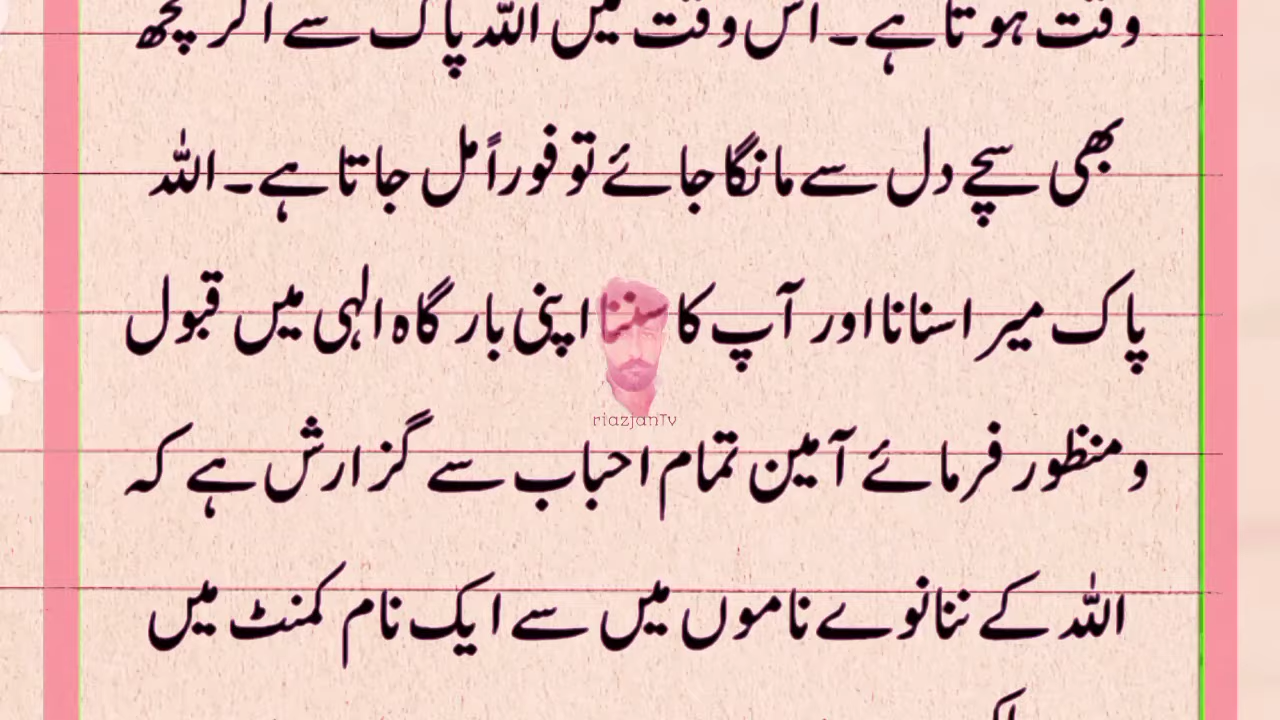 وقت ہوتا ہے۔ اس وقت میں اللہ پاک سے اگر کچھ
بھی سچے دل سے مانگا جائے تو فوراً مل جاتا ہے۔ اللہ
پاک میرا سنانا اور آپ کا سننا اپنی بارگاہ الہٰی میں قبول
riazjanTv
و منظور فرمائے آمین تمام احباب سے گزارش ہے کہ
اللہ کے ننانوے ناموں میں سے ایک نام کمنٹ میں